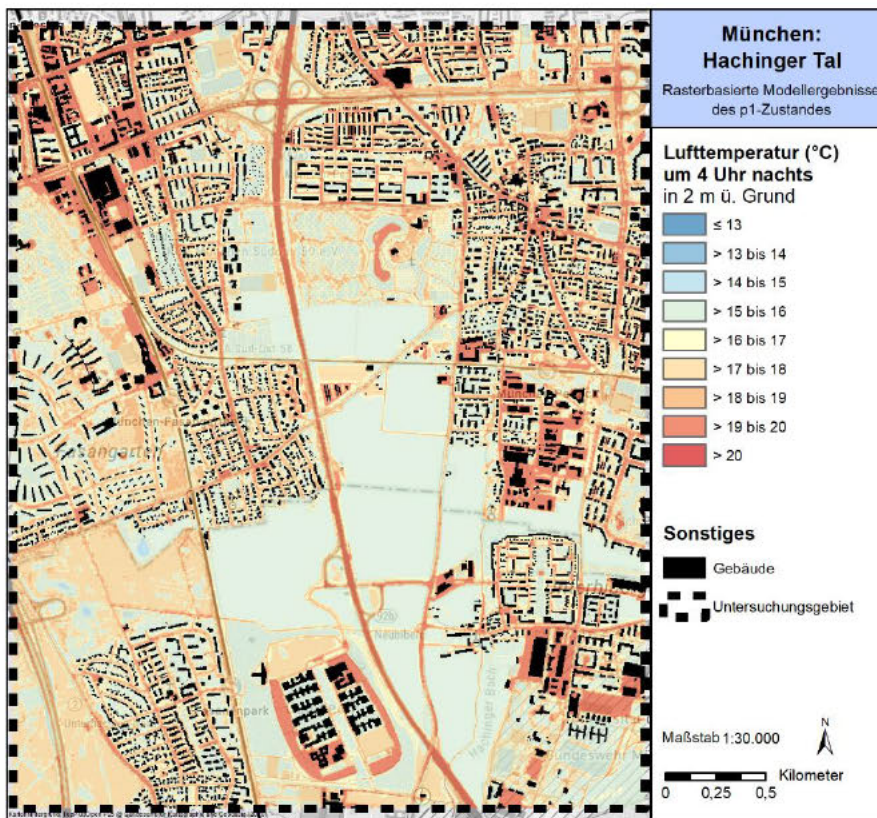 München:
Hachinger Tal
Rasterbasierte Modellergebnisse
des p1-Zustandes
Lufttemperatur (°C)
um 4 Uhr nachts
in 2 m ü. Grund
≤ 13
> 13 bis 14
> 14 bis 15
> 15 bis 16
> 16 bis 17
> 17 bis 18
> 18 bis 19
> 19 bis 20
> 20
Sonstiges
Gebäude
Untersuchungsgebiet
Maßstab 1:30.000
N
Kilometer
0 0,25 0,5
Fasangarten
Neubiberg
Hachinger Bach